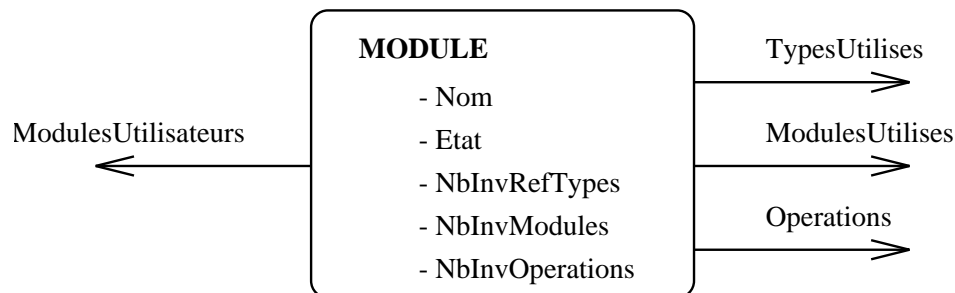 MODULE
- Nom
- Etat
- NbInvRefTypes
- NbInvModules
- NbInvOperations
ModulesUtilisateurs
TypesUtilises
ModulesUtilises
Operations